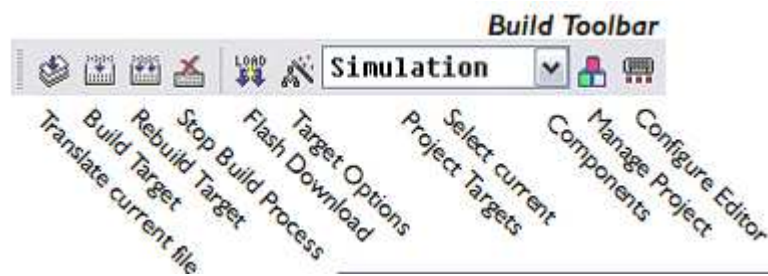 Build Toolbar
LOAD
Simulation
Translate current file
Build Target
Rebuild Target
Stop Build Process
Flash Download
Target Options
Select current
Project Targets
Manage Project
Components
Configure Editor